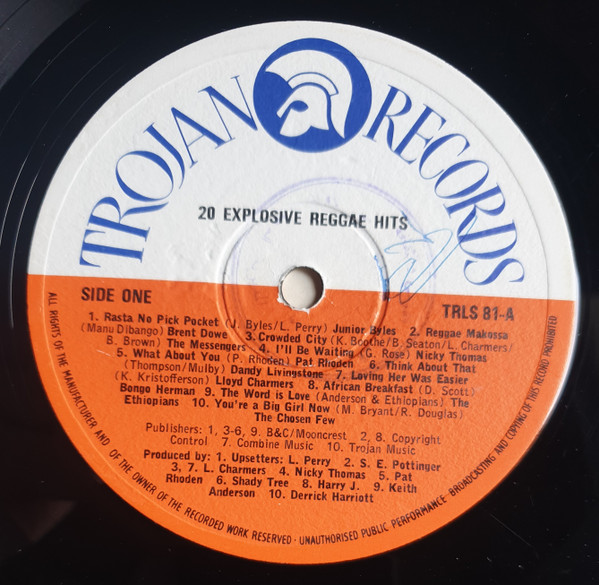 TROJAN RECORDS
20 EXPLOSIVE REGGAE HITS
SIDE ONE
TRLS 81-A
1. Rasta No Pick Pocket (J. Byles/L. Perry) Junior Byles 2. Reggae Makossa
(Manu Dibango) Brent Dowe 3. Crowded City (K. Boothe/B. Seaton/L. Charmers/
B. Brown) The Messengers 4. I'll Be Waiting (G. Rose) Nicky Thomas
5. What About You (P. Rhoden) Pat Rhoden 6. Think About That
(Thompson/Mulby) Dandy Livingstone 7. Loving Her Was Easier
(K. Kristofferson) Lloyd Charmers 8. African Breakfast (D. Scott)
Bongo Herman 9. The Word is Love (Anderson & Ethiopians) The
Ethiopians 10. You're a Big Girl Now (M. Bryant/R. Douglas)
The Chosen Few
Publishers: 1, 3-6, 9. B&C/Mooncrest 2, 8. Copyright
Control 7. Combine Music 10. Trojan Music
Produced by: 1. Upsetters: L. Perry 2. S. E. Pottinger
3, 7. L. Charmers 4. Nicky Thomas 5. Pat
Rhoden 6. Shady Tree 8. Harry J. 9. Keith
Anderson 10. Derrick Harriott
ALL RIGHTS OF THE MANUFACTURER AND OF THE OWNER OF THE RECORDED WORK RESERVED · UNAUTHORISED PUBLIC PERFORMANCE BROADCASTING AND COPYING OF THIS RECORD PROHIBITED